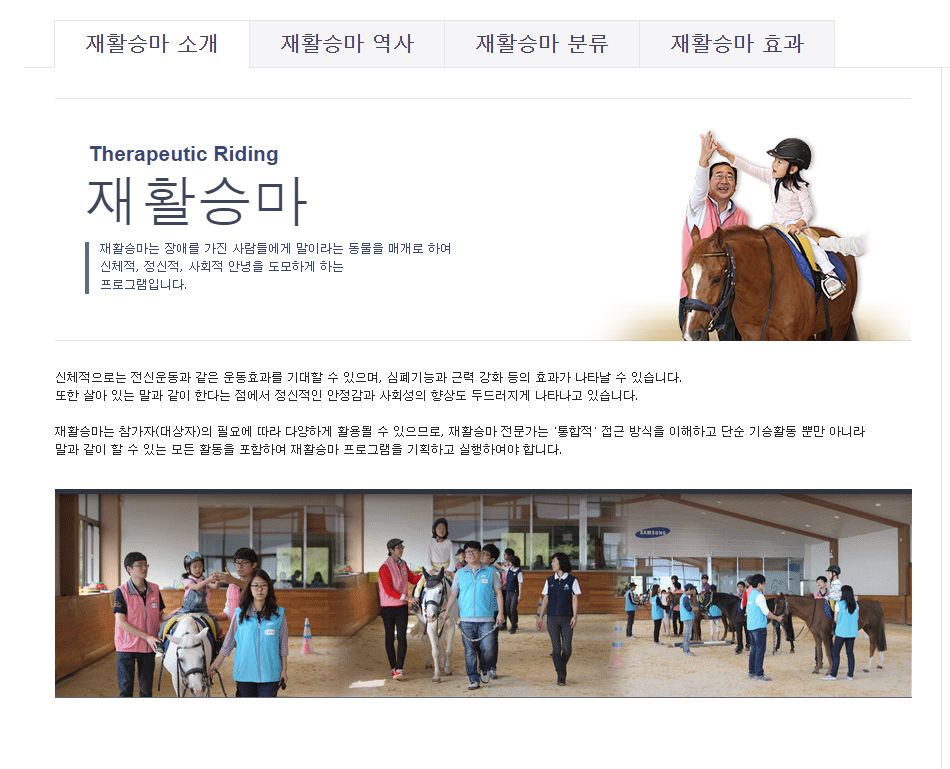 재활승마 소개
재활승마 역사
재활승마 분류
재활승마 효과
Therapeutic Riding
재활승마
재활승마는 장애를 가진 사람들에게 말이라는 동물을 매개로 하여
신체적, 정신적, 사회적 안녕을 도모하게 하는
프로그램입니다.
신체적으로는 전신운동과 같은 운동효과를 기대할 수 있으며, 심폐기능과 근력 강화 등의 효과가 나타날 수 있습니다.
또한 살아 있는 말과 같이 한다는 점에서 정신적인 안정감과 사회성의 향상도 두드러지게 나타나고 있습니다.
재활승마는 참가자(대상자)의 필요에 따라 다양하게 활용될 수 있으므로, 재활승마 전문가는 '통합적' 접근 방식을 이해하고 단순 기승활동 뿐만 아니라
말과 같이 할 수 있는 모든 활동을 포함하여 재활승마 프로그램을 기획하고 실행하여야 합니다.
SAMSUNG